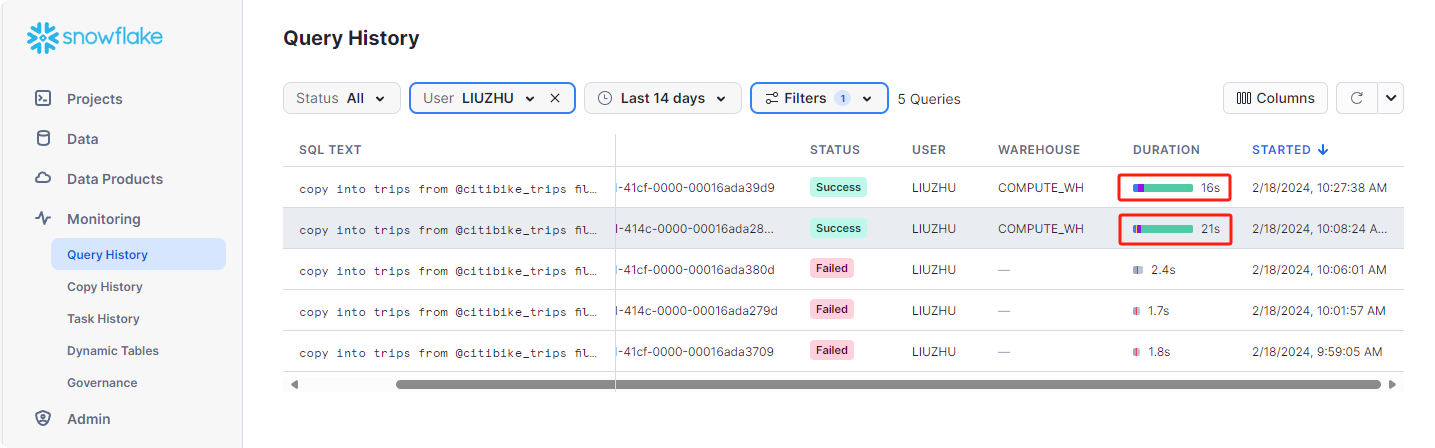 snowflake
Projects
Data
Data Products
Monitoring
Query History
Copy History
Task History
Dynamic Tables
Governance
Admin
Query History
Status All User LIUZHU Last 14 days Filters 1 5 Queries Columns
SQL TEXT STATUS USER WAREHOUSE DURATION STARTED
copy into trips from @citibike_trips fil… -41cf-0000-00016ada39d9 Success LIUZHU COMPUTE_WH 16s 2/18/2024, 10:27:38 AM
copy into trips from @citibike_trips fil… -414c-0000-00016ada28... Success LIUZHU COMPUTE_WH 21s 2/18/2024, 10:08:24 A...
copy into trips from @citibike_trips fil… -41cf-0000-00016ada380d Failed LIUZHU — 2.4s 2/18/2024, 10:06:01 AM
copy into trips from @citibike_trips fil… -414c-0000-00016ada279d Failed LIUZHU — 1.7s 2/18/2024, 10:01:57 AM
copy into trips from @citibike_trips fil… -41cf-0000-00016ada3709 Failed LIUZHU — 1.8s 2/18/2024, 9:59:05 AM